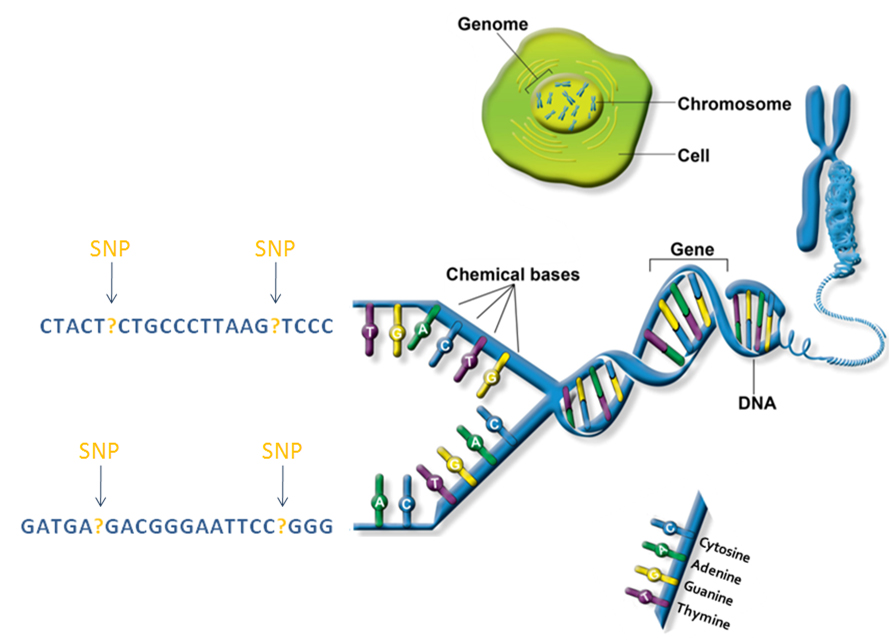 Genome
Chromosome
Cell
SNP SNP
CTACT?CTGCCCTTAAG?TCCC
Gene
Chemical bases
T G A C T G
DNA
SNP SNP
GATGA?GACGGGAATTCC?GGG
A C T G A C
C Cytosine
A Adenine
G Guanine
T Thymine